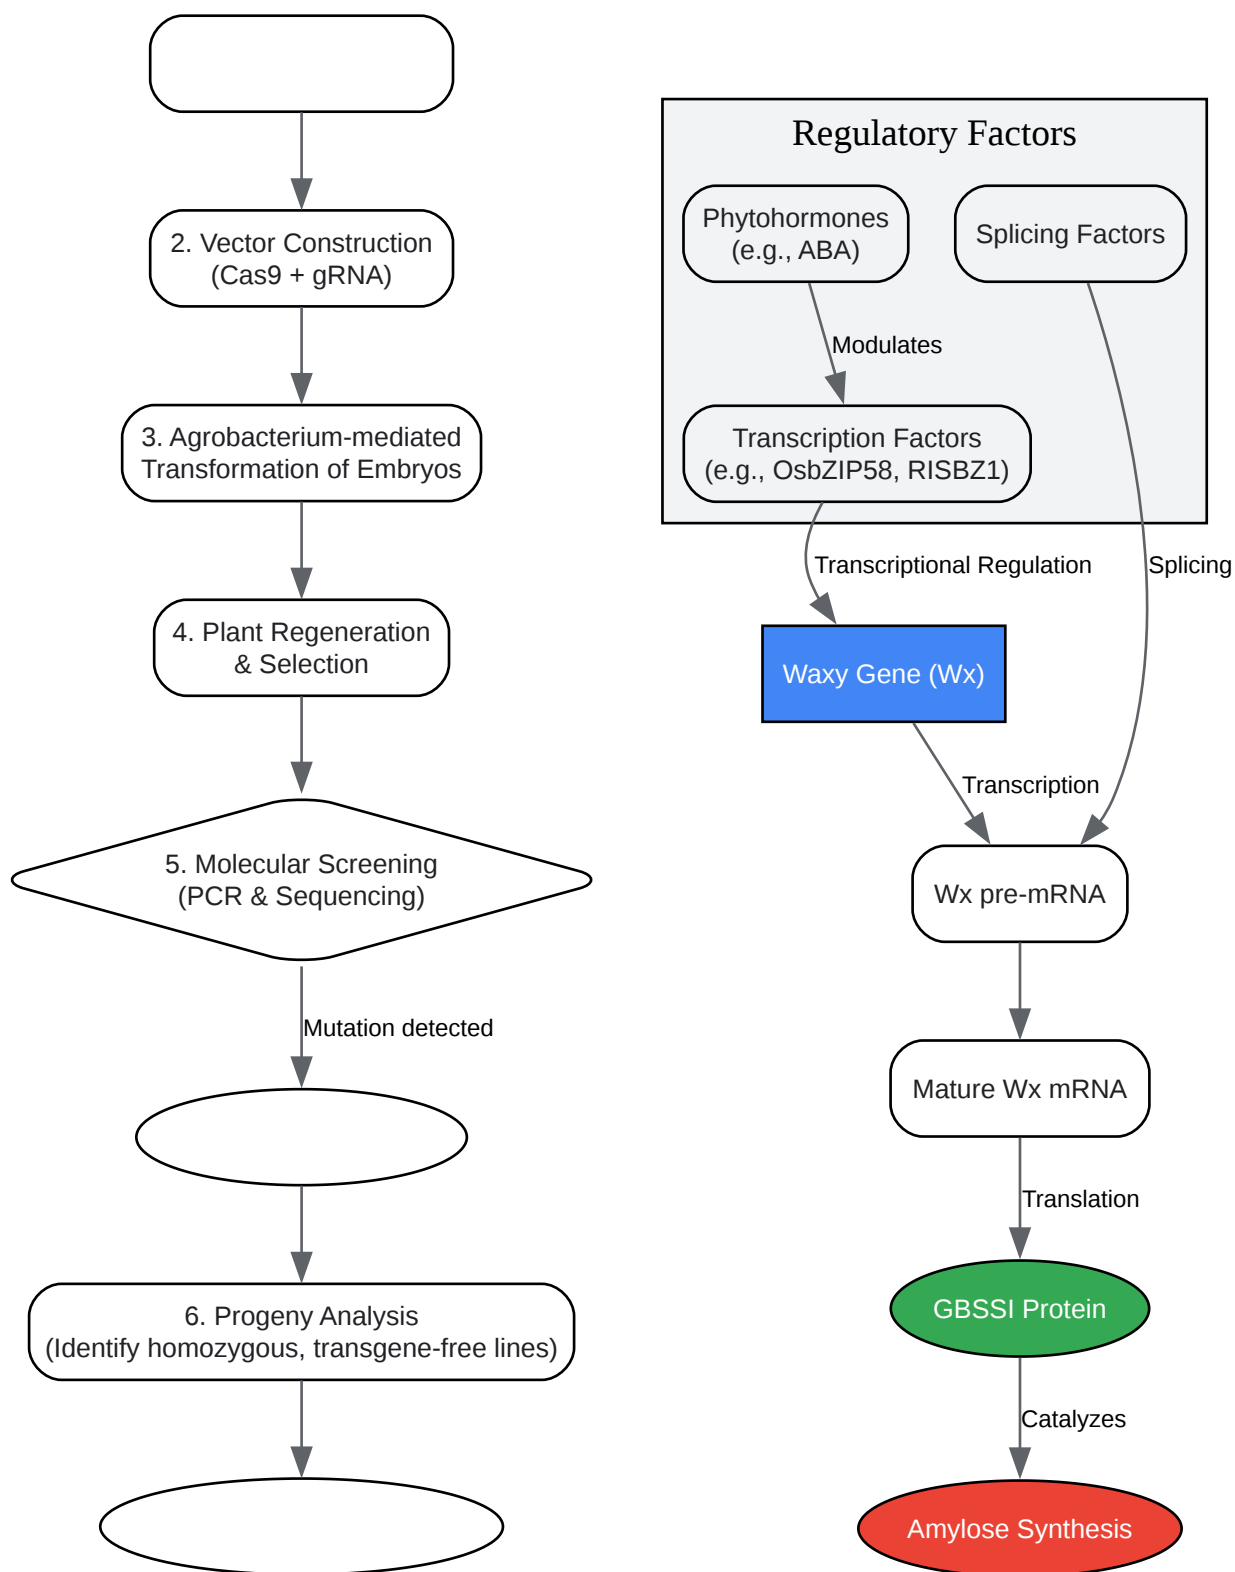 2. Vector Construction
(Cas9 + gRNA)
3. Agrobacterium-mediated
Transformation of Embryos
4. Plant Regeneration
& Selection
5. Molecular Screening
(PCR & Sequencing)
Mutation detected
6. Progeny Analysis
(Identify homozygous, transgene-free lines)
Regulatory Factors
Phytohormones
(e.g., ABA)
Splicing Factors
Modulates
Transcription Factors
(e.g., OsbZIP58, RISBZ1)
Transcriptional Regulation
Splicing
Waxy Gene (Wx)
Transcription
Wx pre-mRNA
Mature Wx mRNA
Translation
GBSSI Protein
Catalyzes
Amylose Synthesis